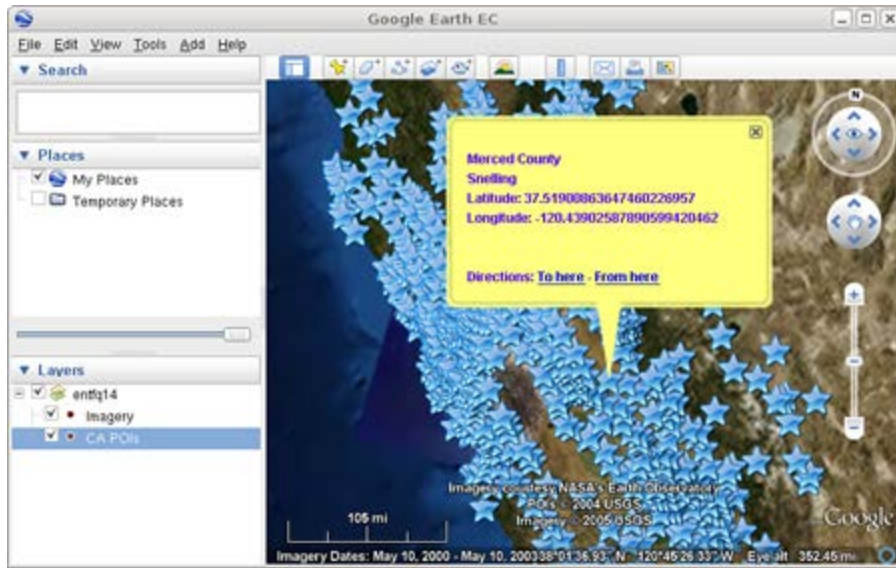 Google Earth EC
File Edit View Tools Add Help
Search
Places
My Places
Temporary Places
Layers
entfq14
Imagery
CA POIs
N
Merced County
Snelling
Latitude: 37.51900863647460226957
Longitude: -120.43902587890599420462
Directions: To here - From here
Imagery courtesy NASA's Earth Observatory
POIs © 2004 USGS
Imagery © 2005 USGS
105 mi
Google
Imagery Dates: May 10, 2000 - May 10, 2003 38°01'36.93" N 120°45'26.33" W Eye alt 352.45 mi